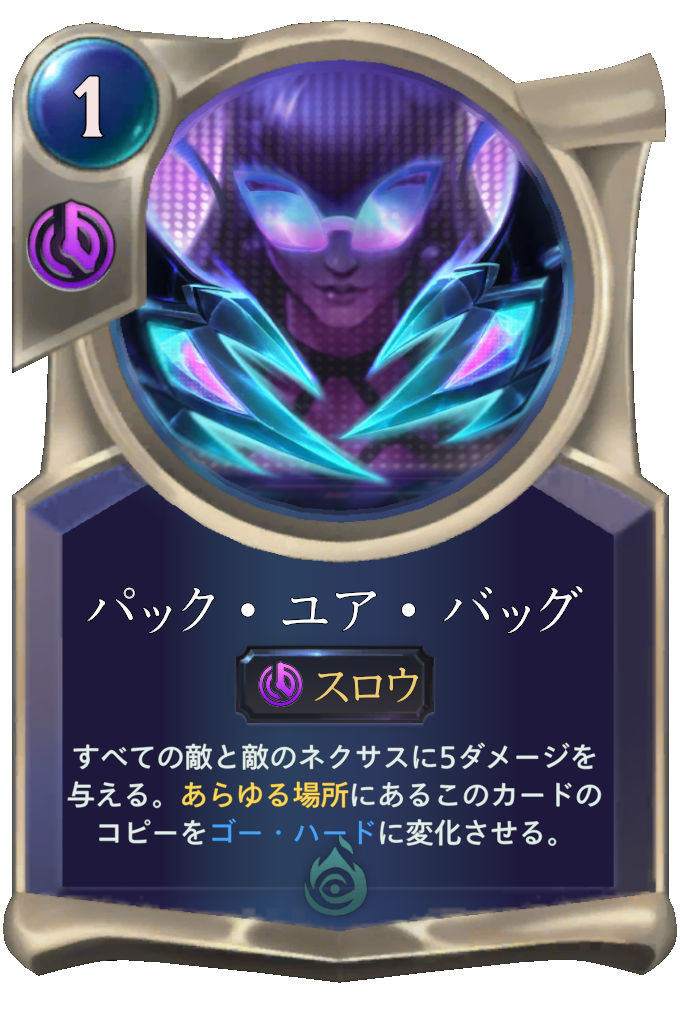 1
パック・ユア・バッグ
スロウ
すべての敵と敵のネクサスに5ダメージを
与える。あらゆる場所にあるこのカードの
コピーをゴー・ハードに変化させる。